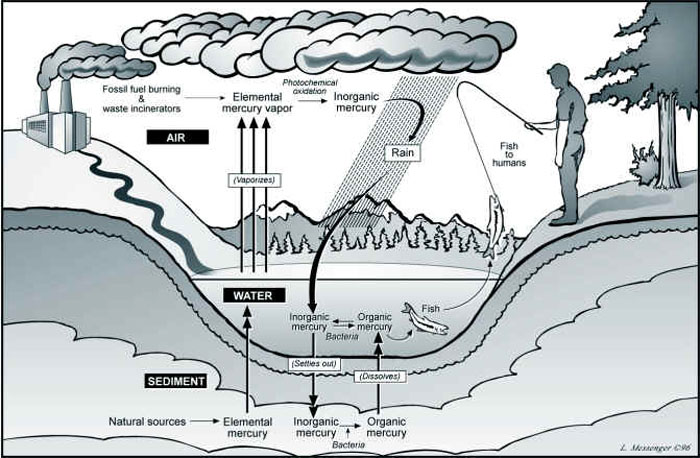 Photochemical
oxidation
Fossil fuel burning
&
waste incinerators
Elemental
mercury vapor
Inorganic
mercury
AIR
Rain
Fish
to
humans
(Vaporizes)
WATER
Fish
Inorganic
mercury
Organic
mercury
Bacteria
(Settles out)
(Dissolves)
SEDIMENT
Natural sources
Elemental
mercury
Inorganic
mercury
Organic
mercury
Bacteria
L. Messenger ©96